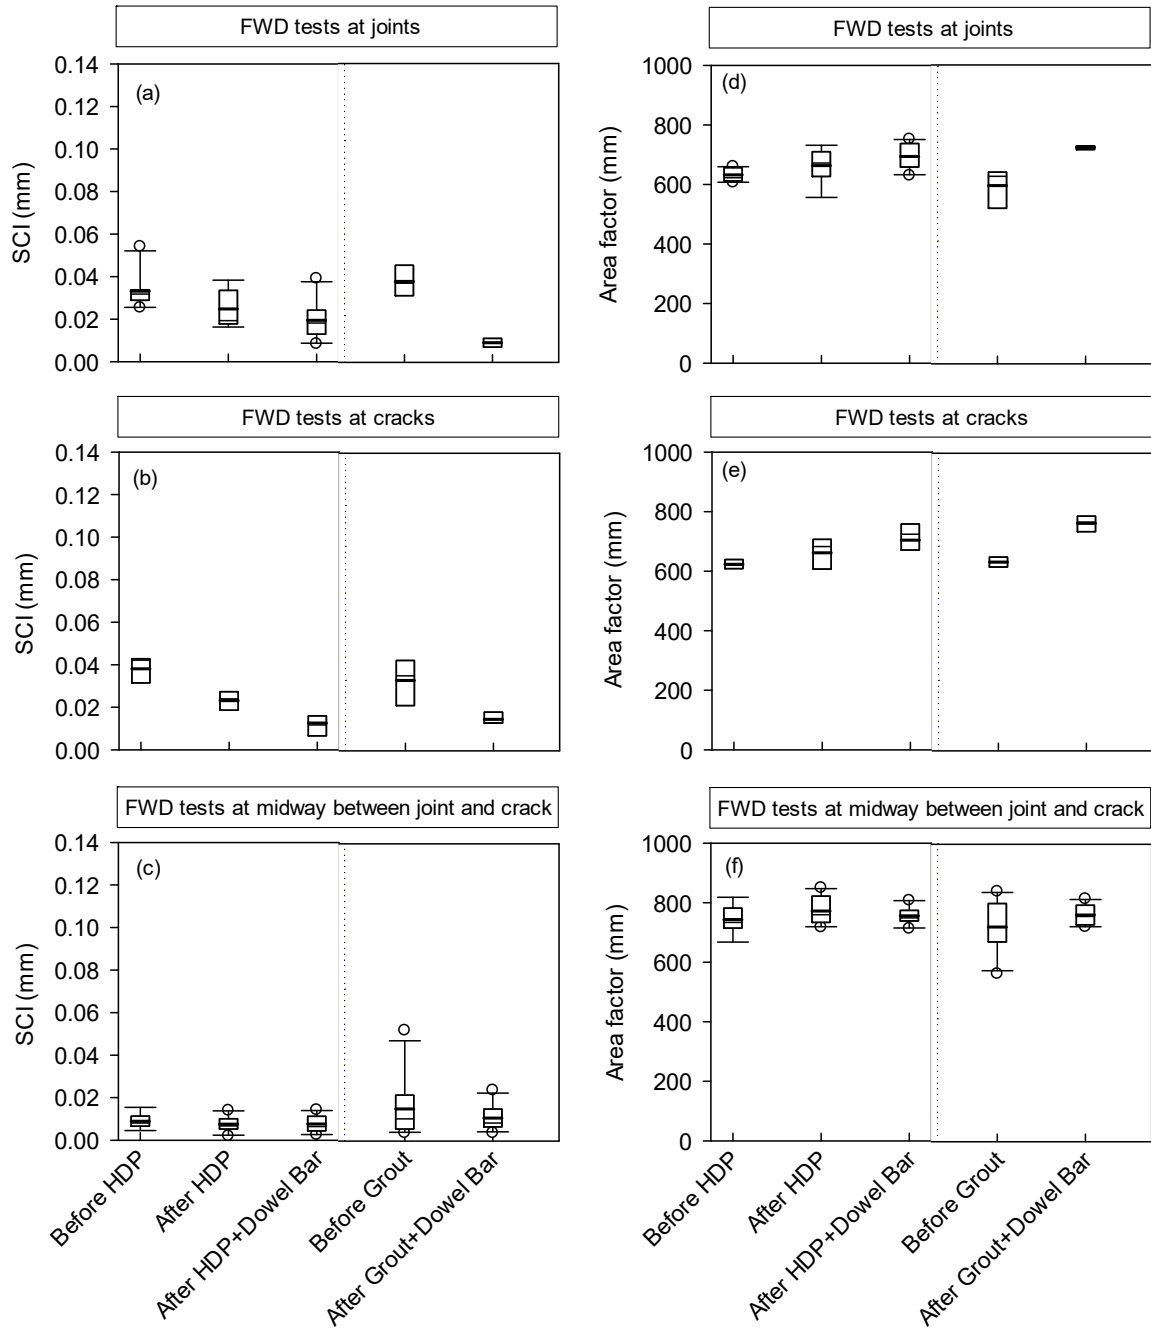 FWD tests at joints
0.14
0.12
0.10
0.08
0.06
0.04
0.02
0.00
SCI (mm)
(a)
FWD tests at joints
1000
800
600
400
200
0
Area factor (mm)
(d)
FWD tests at cracks
0.14
0.12
0.10
0.08
0.06
0.04
0.02
0.00
SCI (mm)
(b)
FWD tests at cracks
1000
800
600
400
200
0
Area factor (mm)
(e)
FWD tests at midway between joint and crack
0.14
0.12
0.10
0.08
0.06
0.04
0.02
0.00
SCI (mm)
(c)
Before HDP
After HDP
After HDP+Dowel Bar
Before Grout
After Grout+Dowel Bar
FWD tests at midway between joint and crack
1000
800
600
400
200
0
Area factor (mm)
(f)
Before HDP
After HDP
After HDP+Dowel Bar
Before Grout
After Grout+Dowel Bar